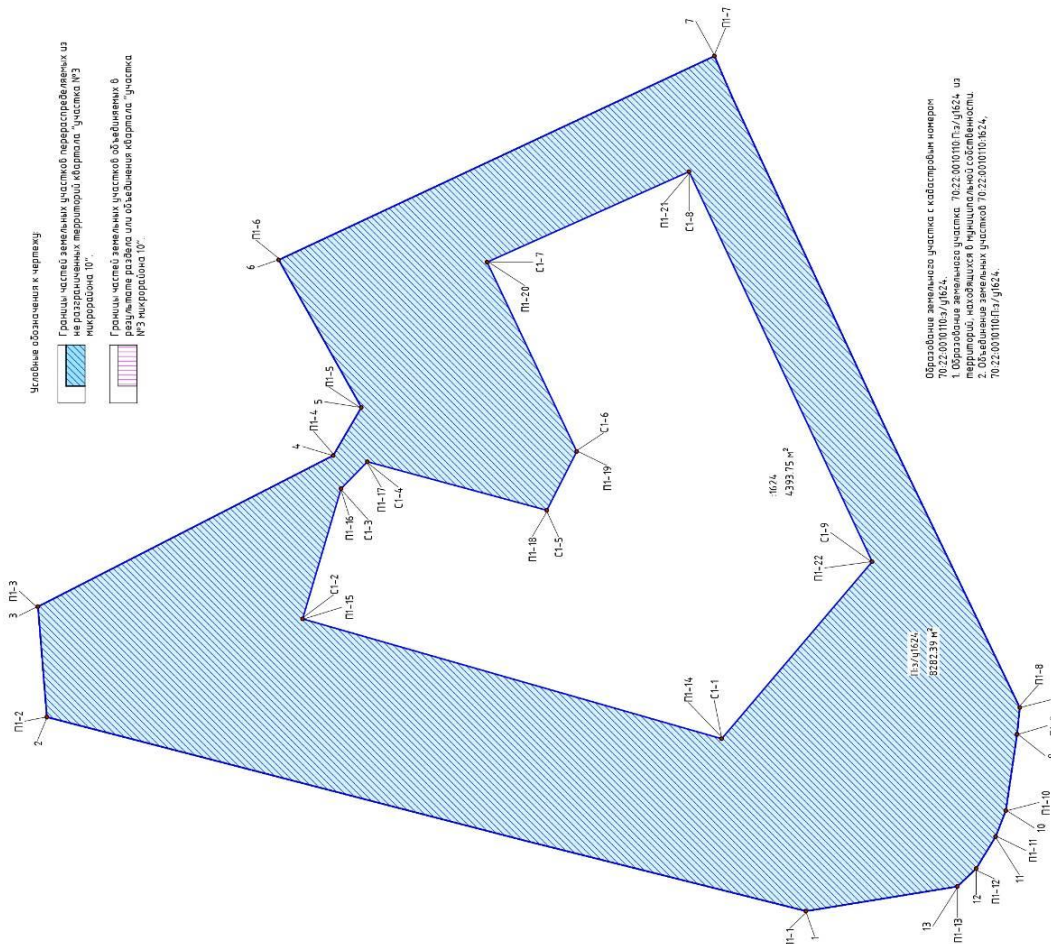 Условные обозначения к чертежу:
Границы частей земельных участков перераспределяемых из
не разграниченных территорий квартала "участка №3
микрорайона 10".
Границы частей земельных участков объединяемых в
результате раздела или объединения квартала "участка
№3 микрорайона 10".
3
П1-3
П1-2
2
4
П1-4
5
П1-5
6
П1-6
7
П1-7
С1-2
П1-15
П1-16
С1-3
П1-17
С1-4
П1-18
С1-5
С1-6
П1-19
П1-20
С1-7
П1-21
С1-8
П1-14
С1-1
П1-22
С1-9
:1624
4393.75 м²
П:з/у1624
8282.39 м²
П1-1
1
13
П1-13
12
П1-12
11
П1-11
10
П1-10
П1-8
Образование земельного участка с кадастровым номером
70:22:0010110:з/у1624.
1. Образование земельного участка 70:22:0010110:П:з/у1624 из
территорий, находящихся в муниципальной собственности.
2. Объединение земельных участков 70:22:0010110:1624,
70:22:0010110:П:з/у1624.